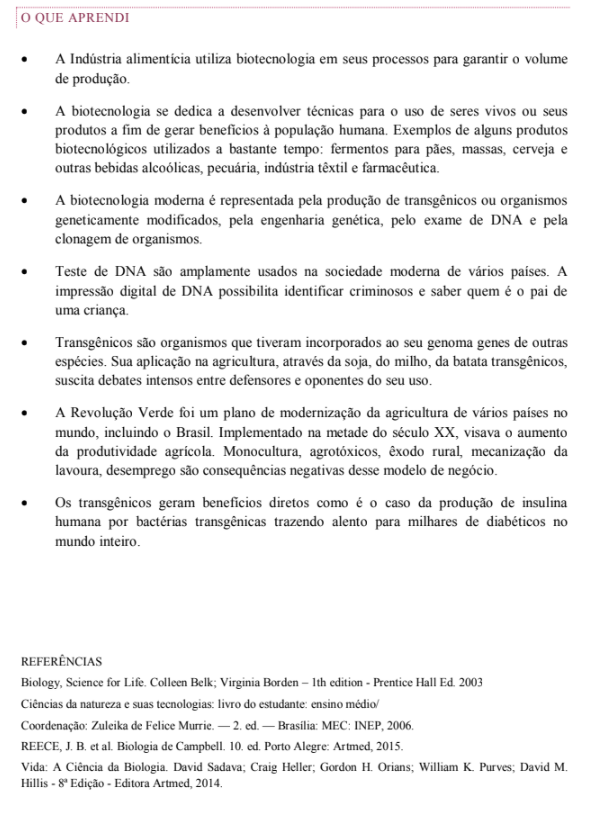 O QUE APRENDI
• A Indústria alimentícia utiliza biotecnologia em seus processos para garantir o volume
de produção.
• A biotecnologia se dedica a desenvolver técnicas para o uso de seres vivos ou seus
produtos a fim de gerar benefícios à população humana. Exemplos de alguns produtos
biotecnológicos utilizados a bastante tempo: fermentos para pães, massas, cerveja e
outras bebidas alcoólicas, pecuária, indústria têxtil e farmacêutica.
• A biotecnologia moderna é representada pela produção de transgênicos ou organismos
geneticamente modificados, pela engenharia genética, pelo exame de DNA e pela
clonagem de organismos.
• Teste de DNA são amplamente usados na sociedade moderna de vários países. A
impressão digital de DNA possibilita identificar criminosos e saber quem é o pai de
uma criança.
• Transgênicos são organismos que tiveram incorporados ao seu genoma genes de outras
espécies. Sua aplicação na agricultura, através da soja, do milho, da batata transgênicos,
suscita debates intensos entre defensores e oponentes do seu uso.
• A Revolução Verde foi um plano de modernização da agricultura de vários países no
mundo, incluindo o Brasil. Implementado na metade do século XX, visava o aumento
da produtividade agrícola. Monocultura, agrotóxicos, êxodo rural, mecanização da
lavoura, desemprego são consequências negativas desse modelo de negócio.
• Os transgênicos geram benefícios diretos como é o caso da produção de insulina
humana por bactérias transgênicas trazendo alento para milhares de diabéticos no
mundo inteiro.
REFERÊNCIAS
Biology, Science for Life. Colleen Belk; Virginia Borden – 1th edition - Prentice Hall Ed. 2003
Ciências da natureza e suas tecnologias: livro do estudante: ensino médio/
Coordenação: Zuleika de Felice Murrie. — 2. ed. — Brasília: MEC: INEP, 2006.
REECE, J. B. et al. Biologia de Campbell. 10. ed. Porto Alegre: Artmed, 2015.
Vida: A Ciência da Biologia. David Sadava; Craig Heller; Gordon H. Orians; William K. Purves; David M.
Hillis - 8ª Edição - Editora Artmed, 2014.